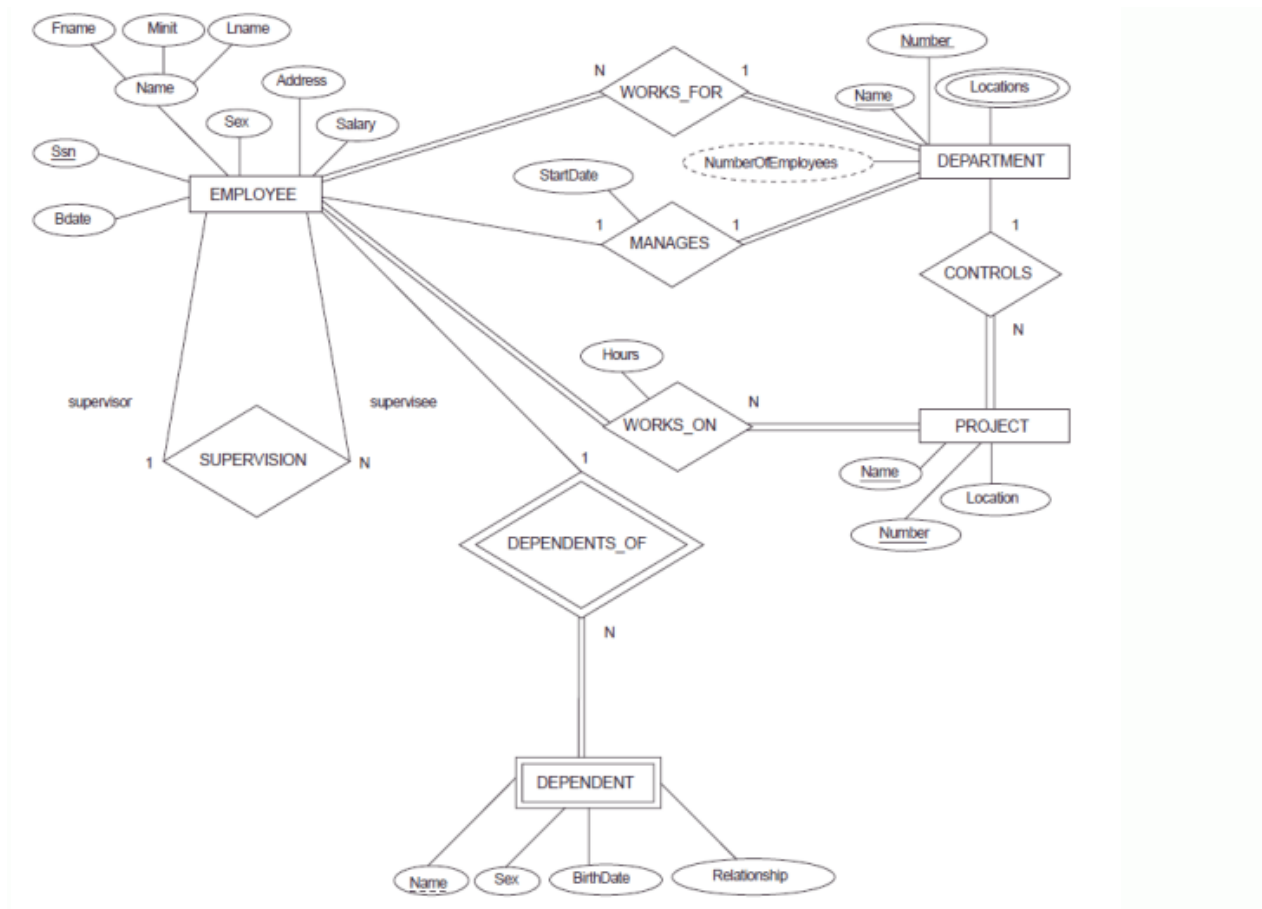 Fname
Minit
Lname
Name
Address
Sex
Salary
Ssn
Bdate
EMPLOYEE
N
WORKS_FOR
1
Number
Name
Locations
NumberOfEmployees
DEPARTMENT
StartDate
1
MANAGES
1
1
CONTROLS
N
Hours
WORKS_ON
N
PROJECT
Name
Number
Location
supervisor
supervisee
1
SUPERVISION
N
1
DEPENDENTS_OF
N
DEPENDENT
Name
Sex
BirthDate
Relationship